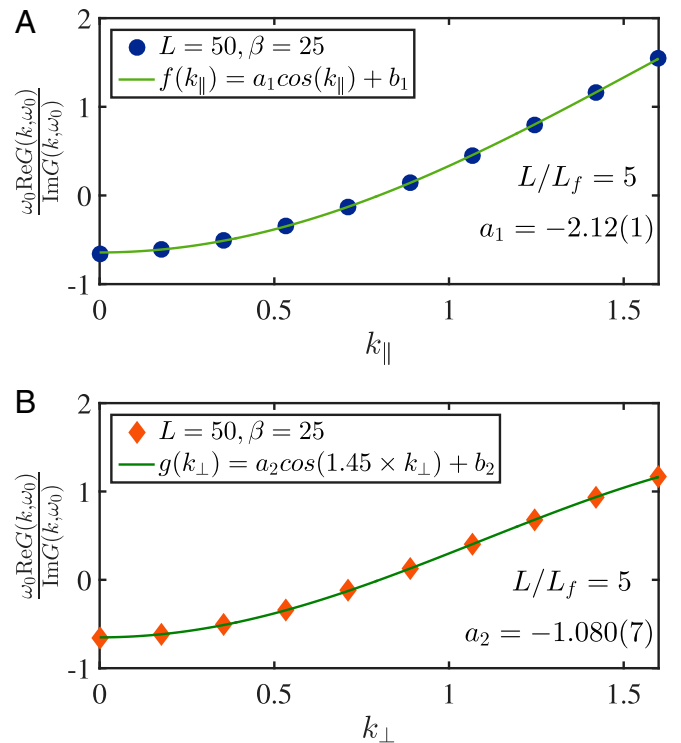 A
L = 50, β = 25
f(k∥) = a₁cos(k∥) + b₁
ω₀ReG(k,ω₀)
ImG(k,ω₀)
2
1
0
-1
L/L_f = 5
a₁ = −2.12(1)
0 0.5 1 1.5
k∥
B
L = 50, β = 25
g(k⊥) = a₂cos(1.45 × k⊥) + b₂
ω₀ReG(k,ω₀)
ImG(k,ω₀)
2
1
0
-1
L/L_f = 5
a₂ = −1.080(7)
0 0.5 1 1.5
k⊥